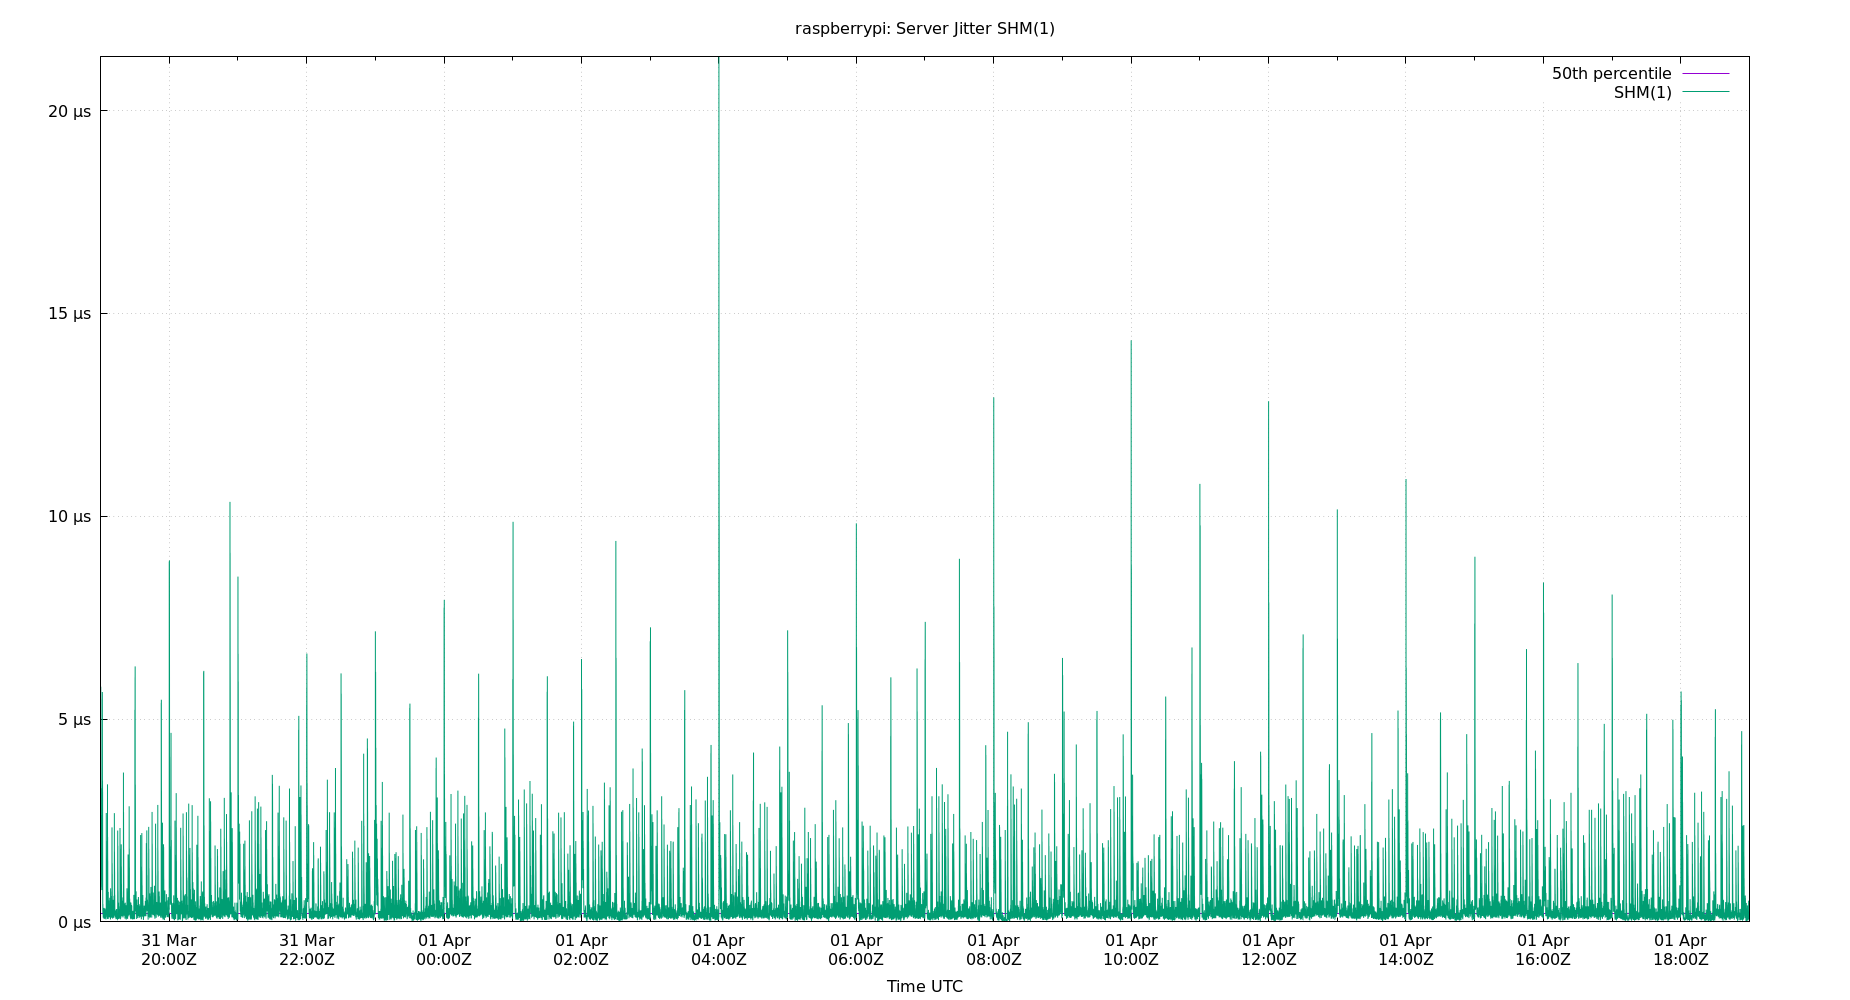 raspberrypi: Server Jitter SHM(1)
50th percentile
SHM(1)
20 µs
15 µs
10 µs
5 µs
0 µs
31 Mar 31 Mar 01 Apr 01 Apr 01 Apr 01 Apr 01 Apr 01 Apr 01 Apr 01 Apr 01 Apr 01 Apr
20:00Z 22:00Z 00:00Z 02:00Z 04:00Z 06:00Z 08:00Z 10:00Z 12:00Z 14:00Z 16:00Z 18:00Z
Time UTC